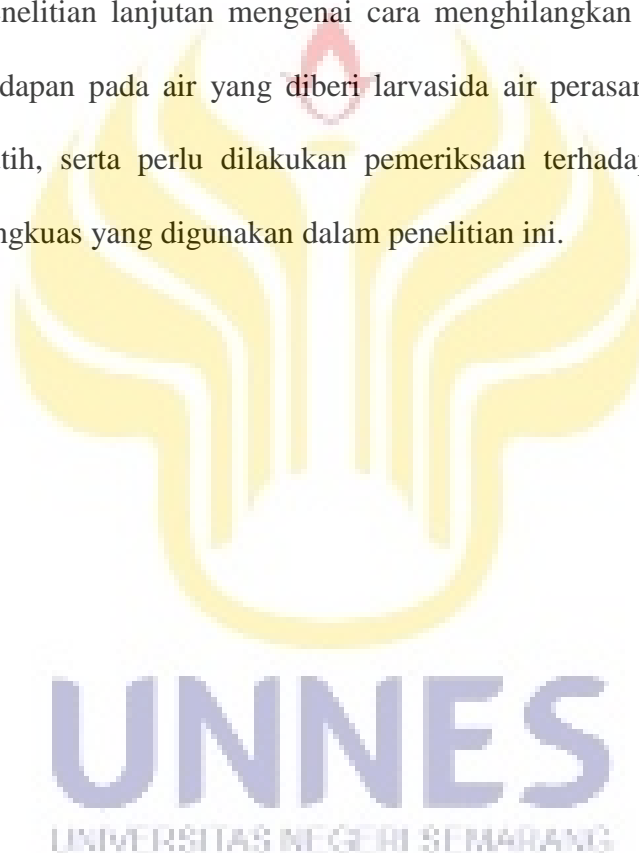 nelitian lanjutan mengenai cara menghilangkan
dapan pada air yang diberi larvasida air perasan
tih, serta perlu dilakukan pemeriksaan terhadap
ngkuas yang digunakan dalam penelitian ini.
UNNES
UNIVERSITAS NEGERI SEMARANG